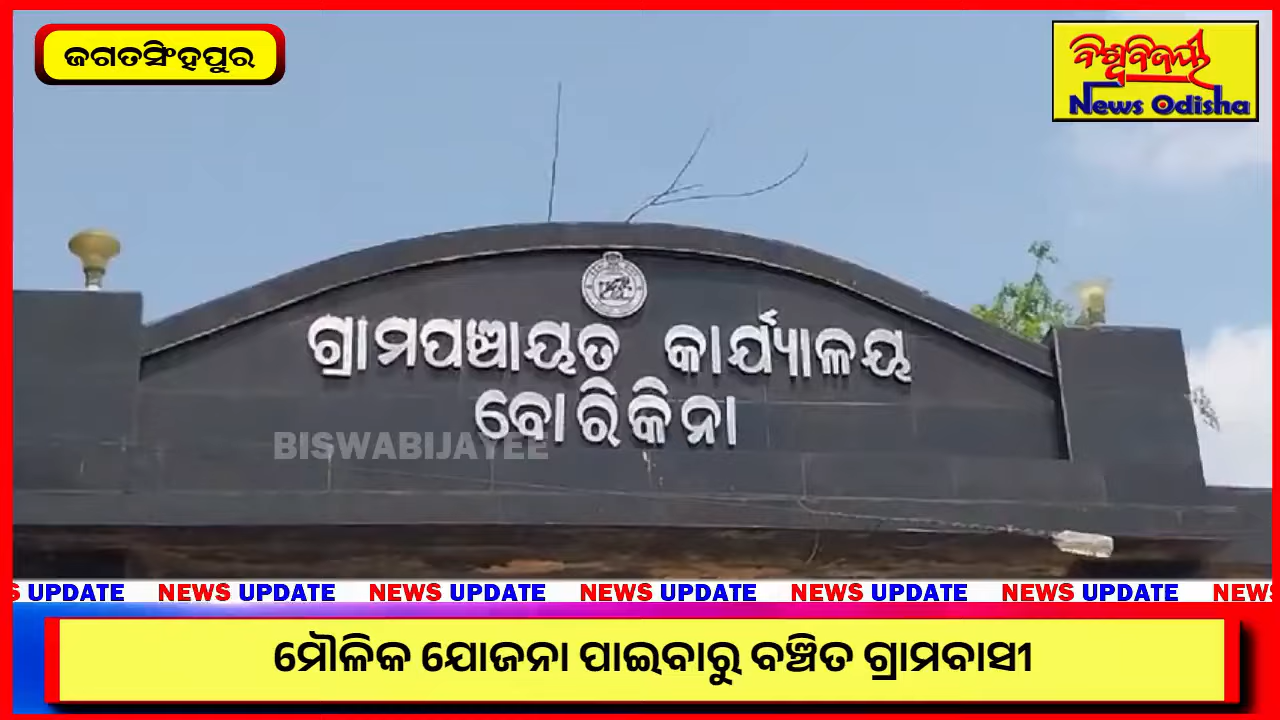 ଜଗତସିଂହପୁର
ବିଶ୍ୱବିଜୟୀ
News Odisha
ଗ୍ରାମପଞ୍ଚାୟତ କାର୍ଯ୍ୟାଳୟ
ବୋରିକିନା
BISWABIJAYEE
S UPDATE NEWS UPDATE NEWS UPDATE NEWS UPDATE NEWS UPDATE NEWS UPDATE NEWS
ମୌଳିକ ଯୋଜନା ପାଇବାରୁ ବଞ୍ଚିତ ଗ୍ରାମବାସୀ